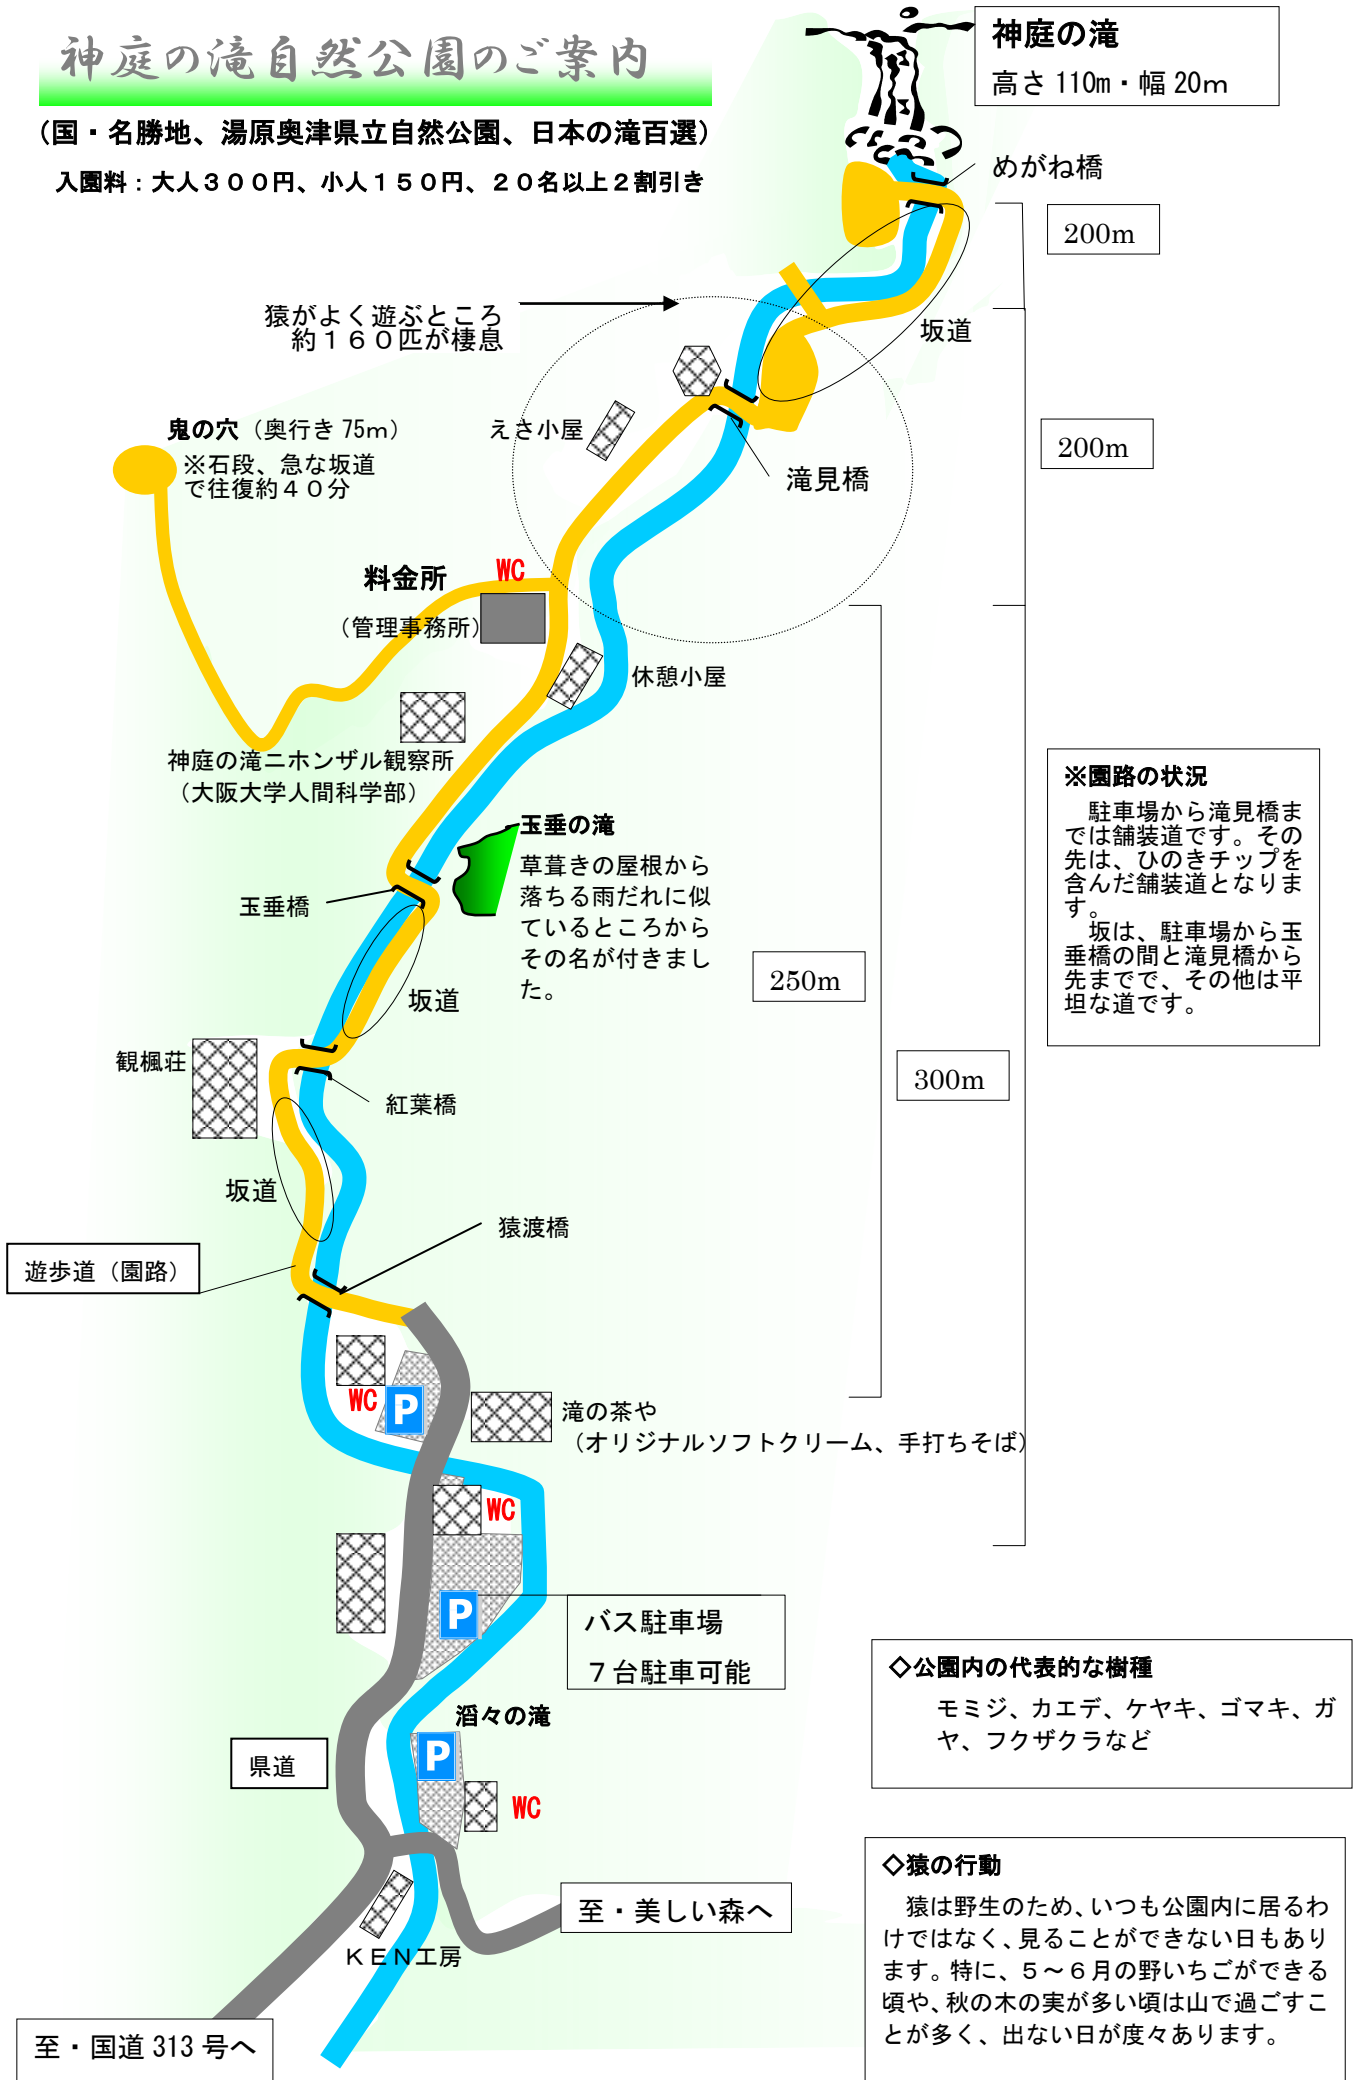 神庭の滝自然公園のご案内
(国・名勝地、湯原奥津県立自然公園、日本の滝百選)
入園料：大人３００円、小人１５０円、２０名以上２割引き
神庭の滝
高さ 110m・幅 20m
めがね橋
200m
猿がよく遊ぶところ
約１６０匹が棲息
坂道
鬼の穴（奥行き 75m）
※石段、急な坂道
で往復約４０分
えさ小屋
200m
滝見橋
料金所
WC
（管理事務所）
休憩小屋
神庭の滝ニホンザル観察所
（大阪大学人間科学部）
※園路の状況
駐車場から滝見橋ま
では舗装道です。その
先は、ひのきチップを
含んだ舗装道となりま
す。
坂は、駐車場から玉
垂橋の間と滝見橋から
先までで、その他は平
坦な道です。
玉垂の滝
草葺きの屋根から
落ちる雨だれに似
ているところから
その名が付きまし
た。
玉垂橋
250m
坂道
観楓荘
300m
紅葉橋
坂道
猿渡橋
遊歩道（園路）
WC
P
滝の茶や
（オリジナルソフトクリーム、手打ちそば）
WC
P
バス駐車場
７台駐車可能
◇公園内の代表的な樹種
モミジ、カエデ、ケヤキ、ゴマキ、ガ
ヤ、フクザクラなど
滔々の滝
P
県道
WC
◇猿の行動
猿は野生のため、いつも公園内に居るわ
けではなく、見ることができない日もあり
ます。特に、５～６月の野いちごができる
頃や、秋の木の実が多い頃は山で過ごすこ
とが多く、出ない日が度々あります。
至・美しい森へ
ＫＥＮ工房
至・国道 313 号へ